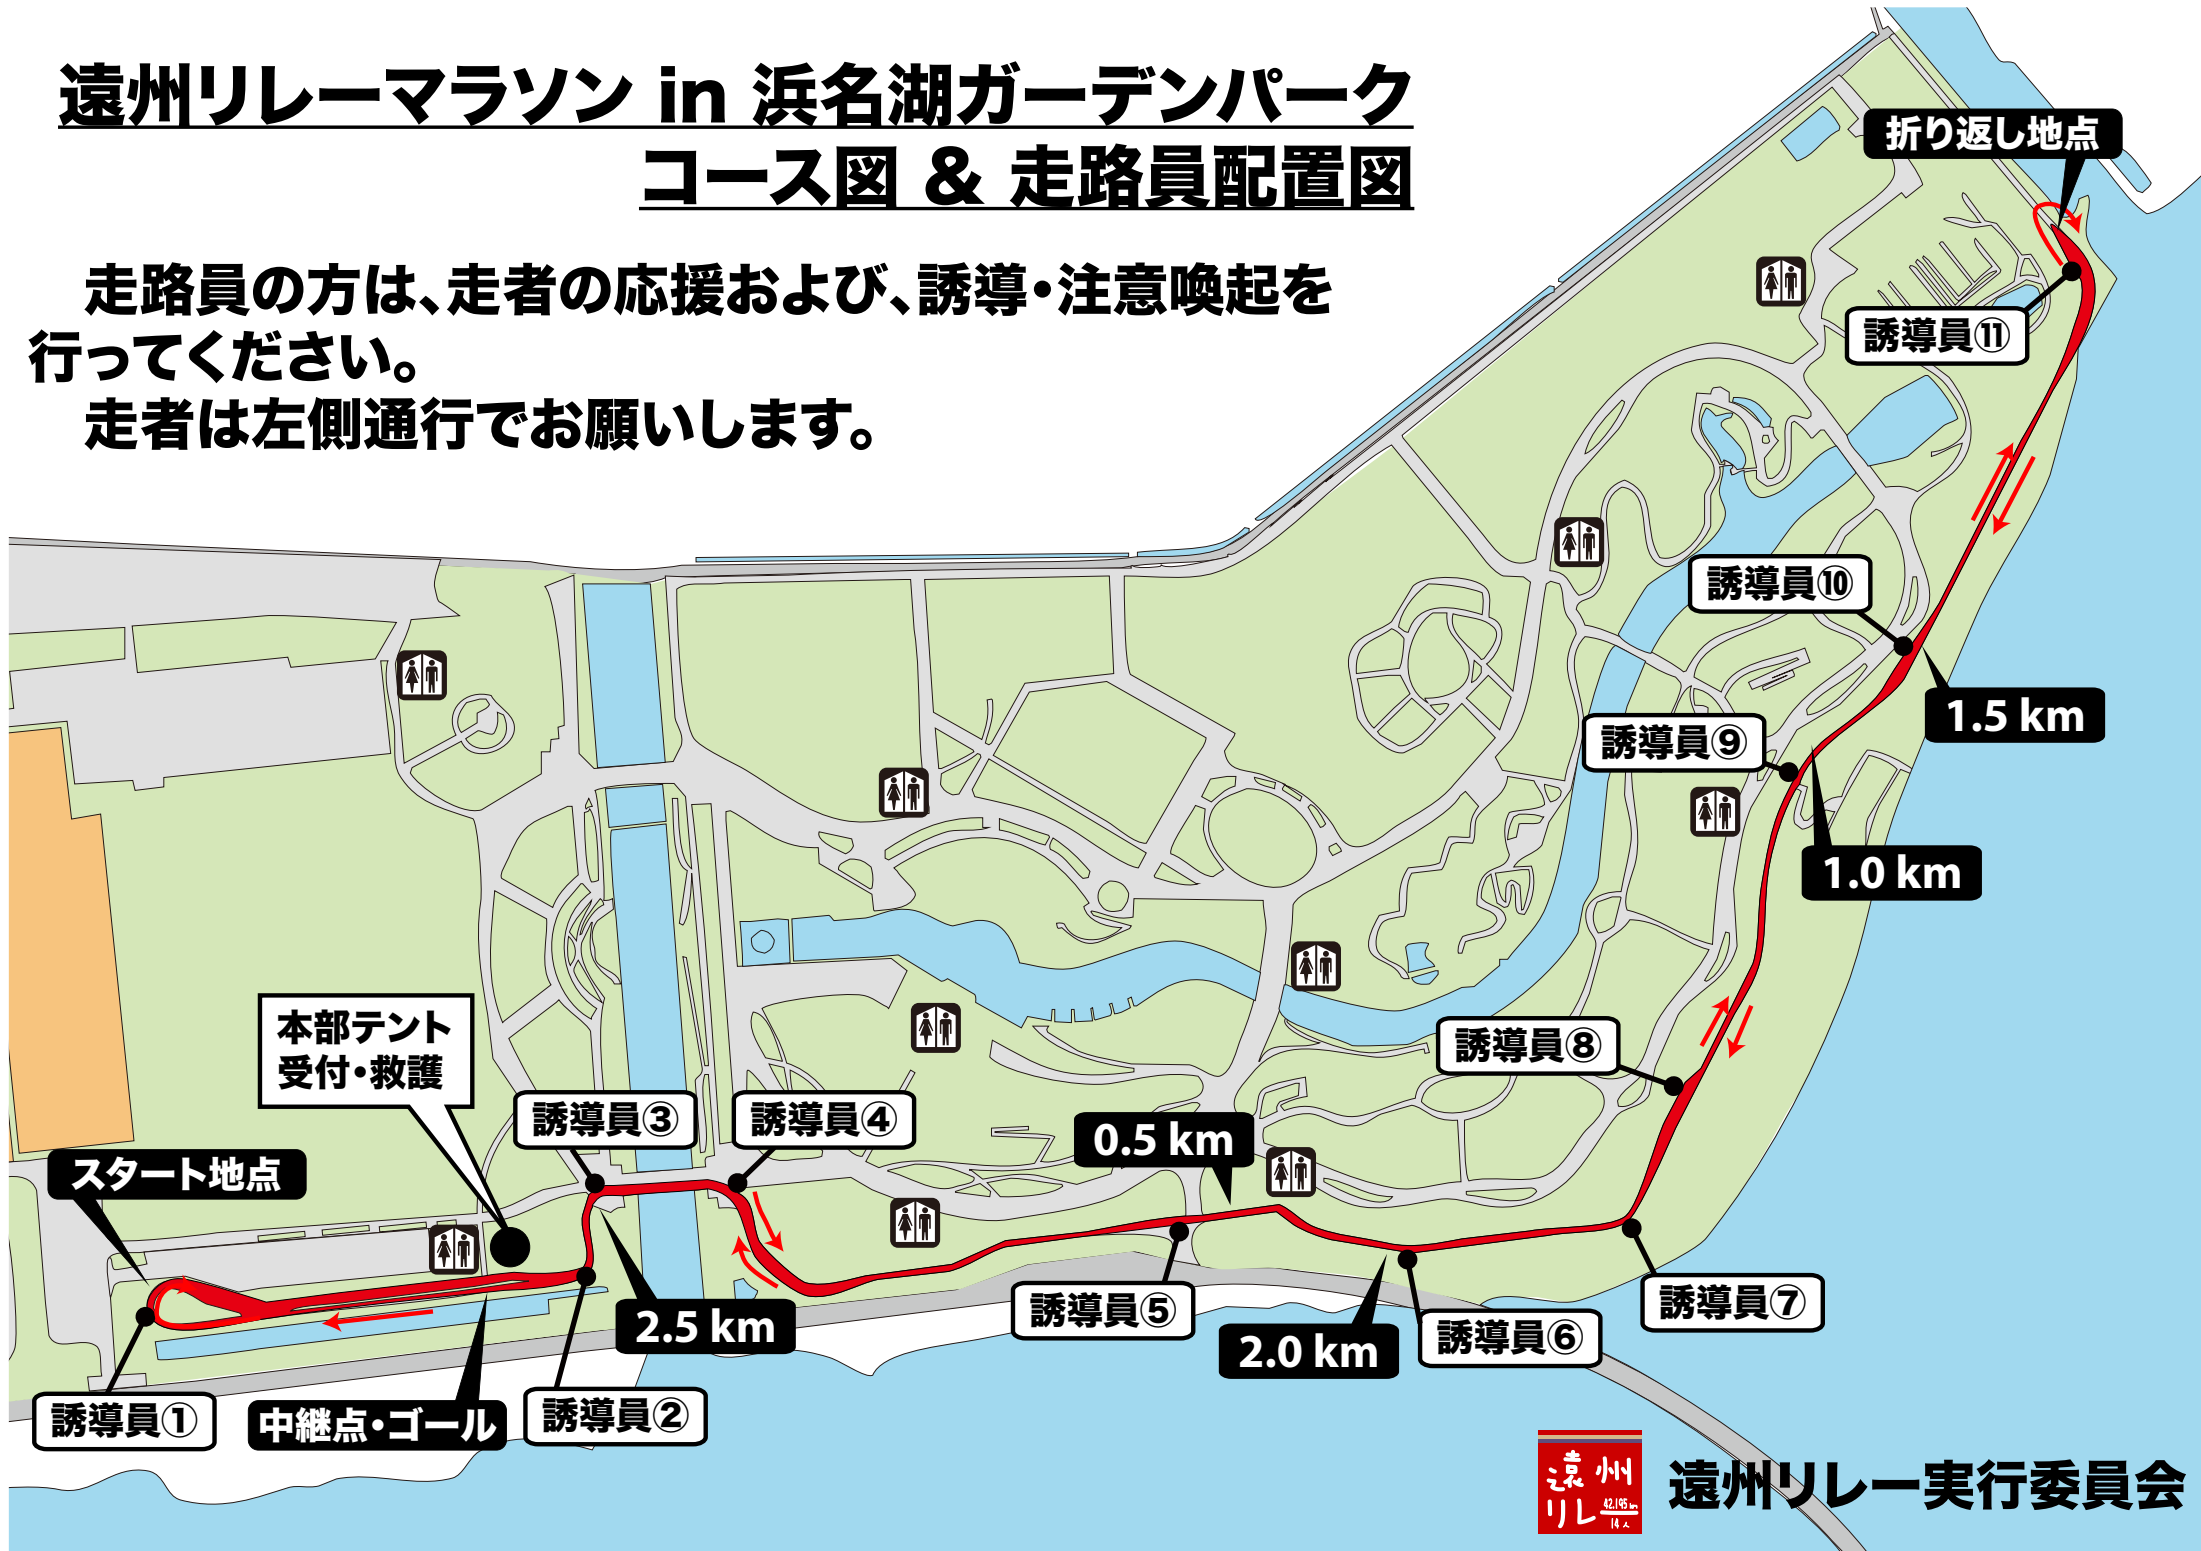 遠州リレーマラソン in 浜名湖ガーデンパーク
コース図 & 走路員配置図
走路員の方は、走者の応援および、誘導・注意喚起を
行ってください。
走者は左側通行でお願いします。
折り返し地点
誘導員⑪
誘導員⑩
1.5 km
誘導員⑨
1.0 km
本部テント
受付・救護
誘導員⑧
誘導員③
誘導員④
0.5 km
スタート地点
誘導員⑤
誘導員⑦
2.5 km
2.0 km
誘導員⑥
誘導員①
中継点・ゴール
誘導員②
遠州
リレー
42.195km
14人
遠州リレー実行委員会